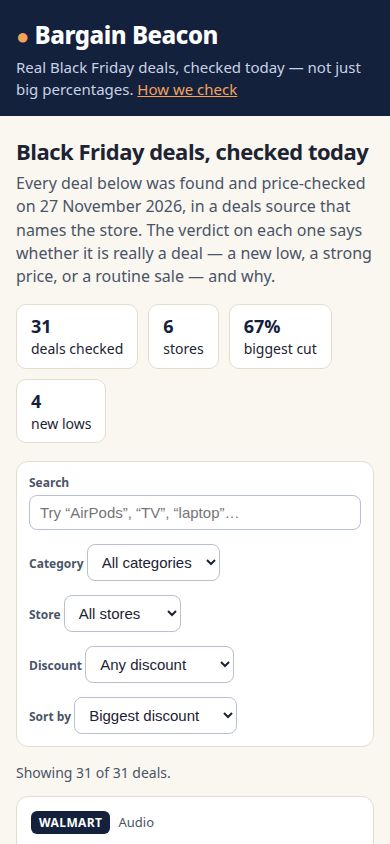 Bargain Beacon
Real Black Friday deals, checked today — not just
big percentages. How we check
Black Friday deals, checked today
Every deal below was found and price-checked
on 27 November 2026, in a deals source that
names the store. The verdict on each one says
whether it is really a deal — a new low, a strong
price, or a routine sale — and why.
31
deals checked
6
stores
67%
biggest cut
4
new lows
Search
Try “AirPods”, “TV”, “laptop”…
Category All categories
Store All stores
Discount Any discount
Sort by Biggest discount
Showing 31 of 31 deals.
WALMART Audio